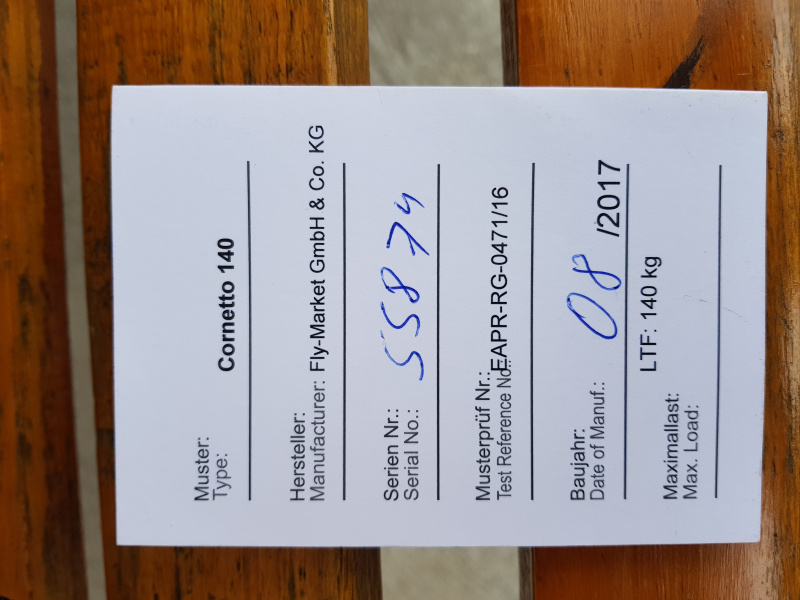 Muster:
Type: Cornetto 140
Hersteller:
Manufacturer: Fly-Market GmbH & Co. KG
Serien Nr.:
Serial No.: 55874
Musterprüf Nr.:
Test Reference No.: EAPR-RG-0471/16
Baujahr:
Date of Manuf.: 08/2017
LTF: 140 kg
Maximallast:
Max. Load: